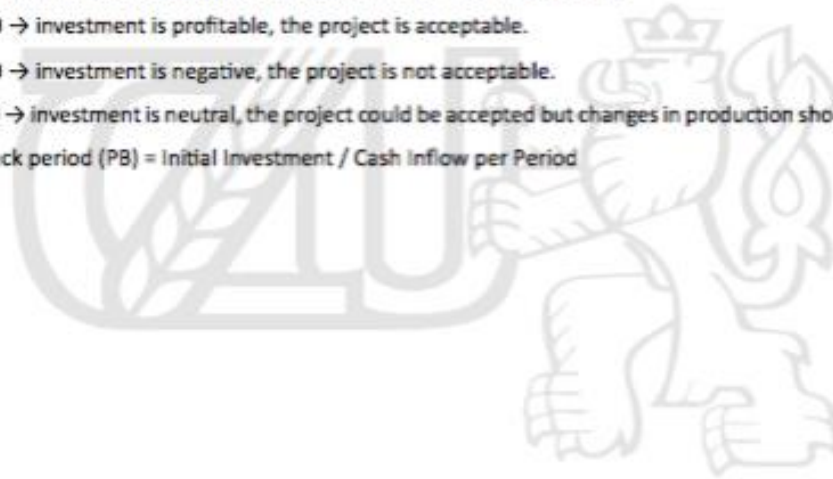 → investment is profitable, the project is acceptable.
→ investment is negative, the project is not acceptable.
→ investment is neutral, the project could be accepted but changes in production sho
ck period (PB) = Initial Investment / Cash Inflow per Period